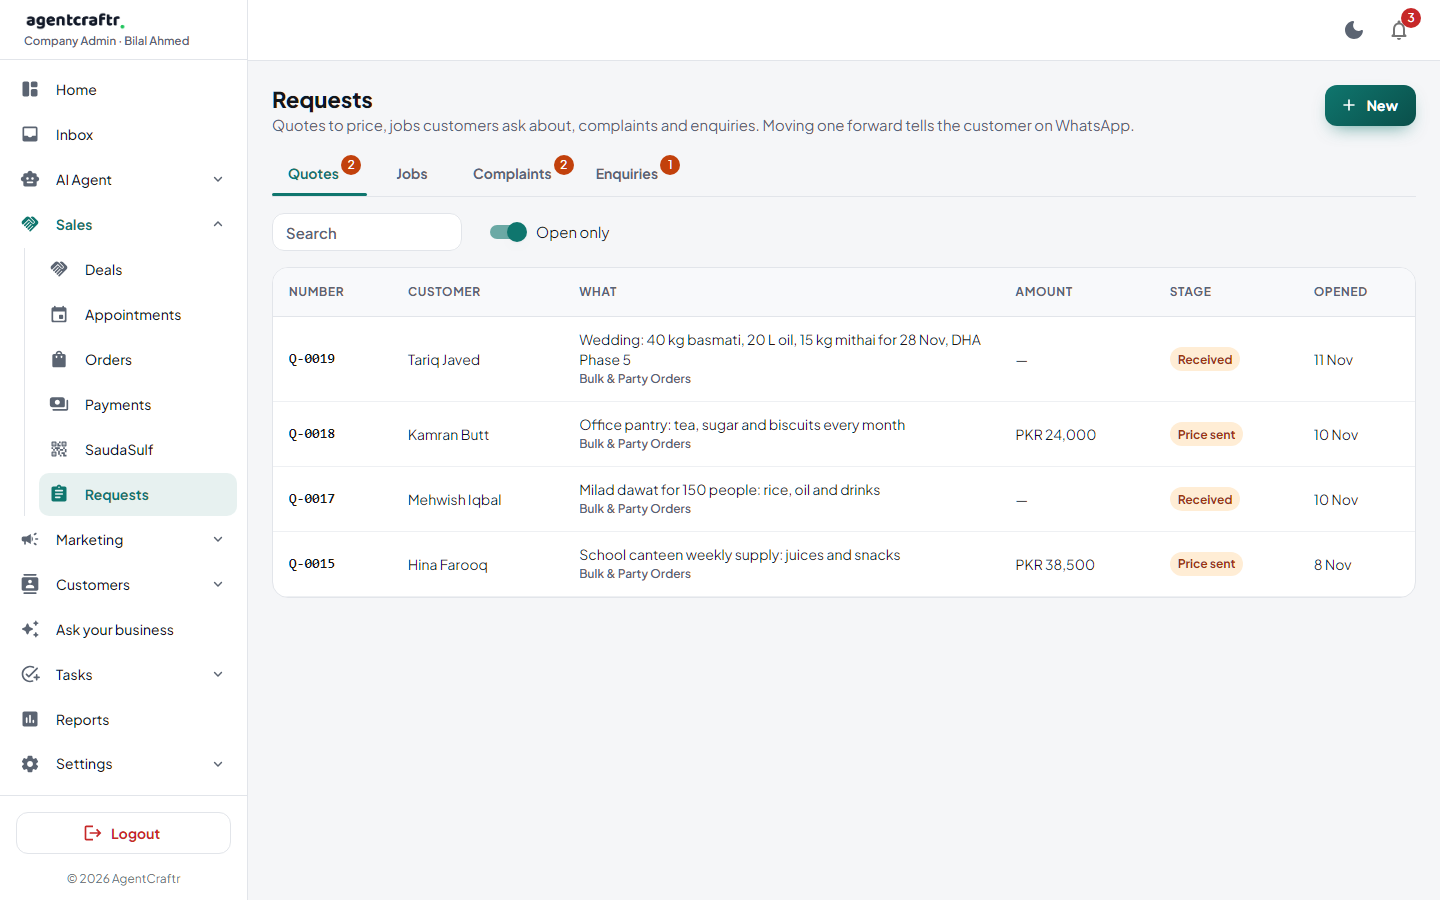 agentcraftr.
Company Admin · Bilal Ahmed
3
Home
Inbox
AI Agent
Sales
Deals
Appointments
Orders
Payments
SaudaSulf
Requests
Marketing
Customers
Ask your business
Tasks
Reports
Settings
Logout
© 2026 AgentCraftr
Requests
Quotes to price, jobs customers ask about, complaints and enquiries. Moving one forward tells the customer on WhatsApp.
+ New
Quotes 2 Jobs Complaints 2 Enquiries 1
Search Open only
NUMBER CUSTOMER WHAT AMOUNT STAGE OPENED
Wedding: 40 kg basmati, 20 L oil, 15 kg mithai for 28 Nov, DHA
Q-0019 Tariq Javed Phase 5 — Received 11 Nov
Bulk & Party Orders
Q-0018 Kamran Butt Office pantry: tea, sugar and biscuits every month PKR 24,000 Price sent 10 Nov
Bulk & Party Orders
Q-0017 Mehwish Iqbal Milad dawat for 150 people: rice, oil and drinks — Received 10 Nov
Bulk & Party Orders
Q-0015 Hina Farooq School canteen weekly supply: juices and snacks PKR 38,500 Price sent 8 Nov
Bulk & Party Orders